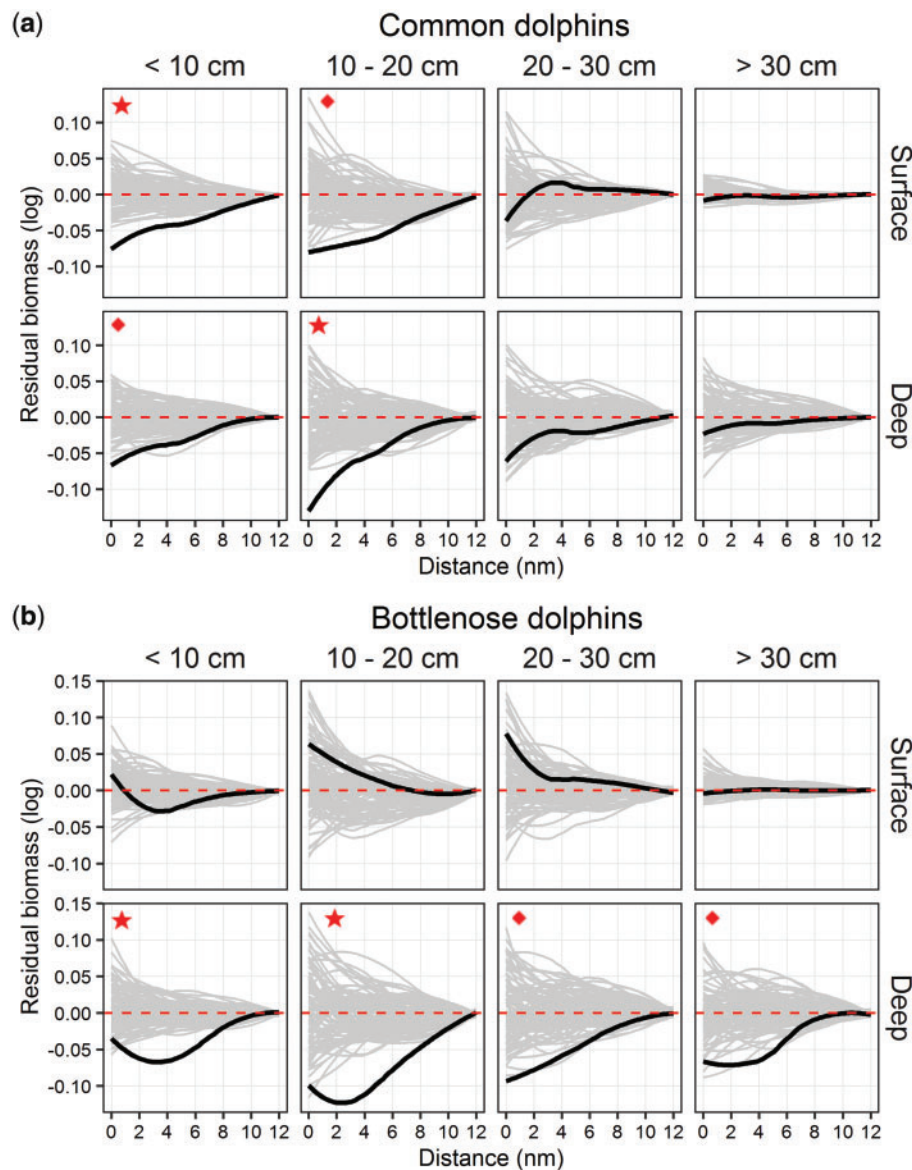 (a)
Common dolphins
< 10 cm 10 - 20 cm 20 - 30 cm > 30 cm
0.10
0.05
0.00
-0.05
-0.10
Surface
0.10
0.05
0.00
-0.05
-0.10
Deep
Residual biomass (log)
0 2 4 6 8 10 12 0 2 4 6 8 10 12 0 2 4 6 8 10 12 0 2 4 6 8 10 12
Distance (nm)
(b)
Bottlenose dolphins
< 10 cm 10 - 20 cm 20 - 30 cm > 30 cm
0.15
0.10
0.05
0.00
-0.05
-0.10
Surface
0.15
0.10
0.05
0.00
-0.05
-0.10
Deep
Residual biomass (log)
0 2 4 6 8 10 12 0 2 4 6 8 10 12 0 2 4 6 8 10 12 0 2 4 6 8 10 12
Distance (nm)